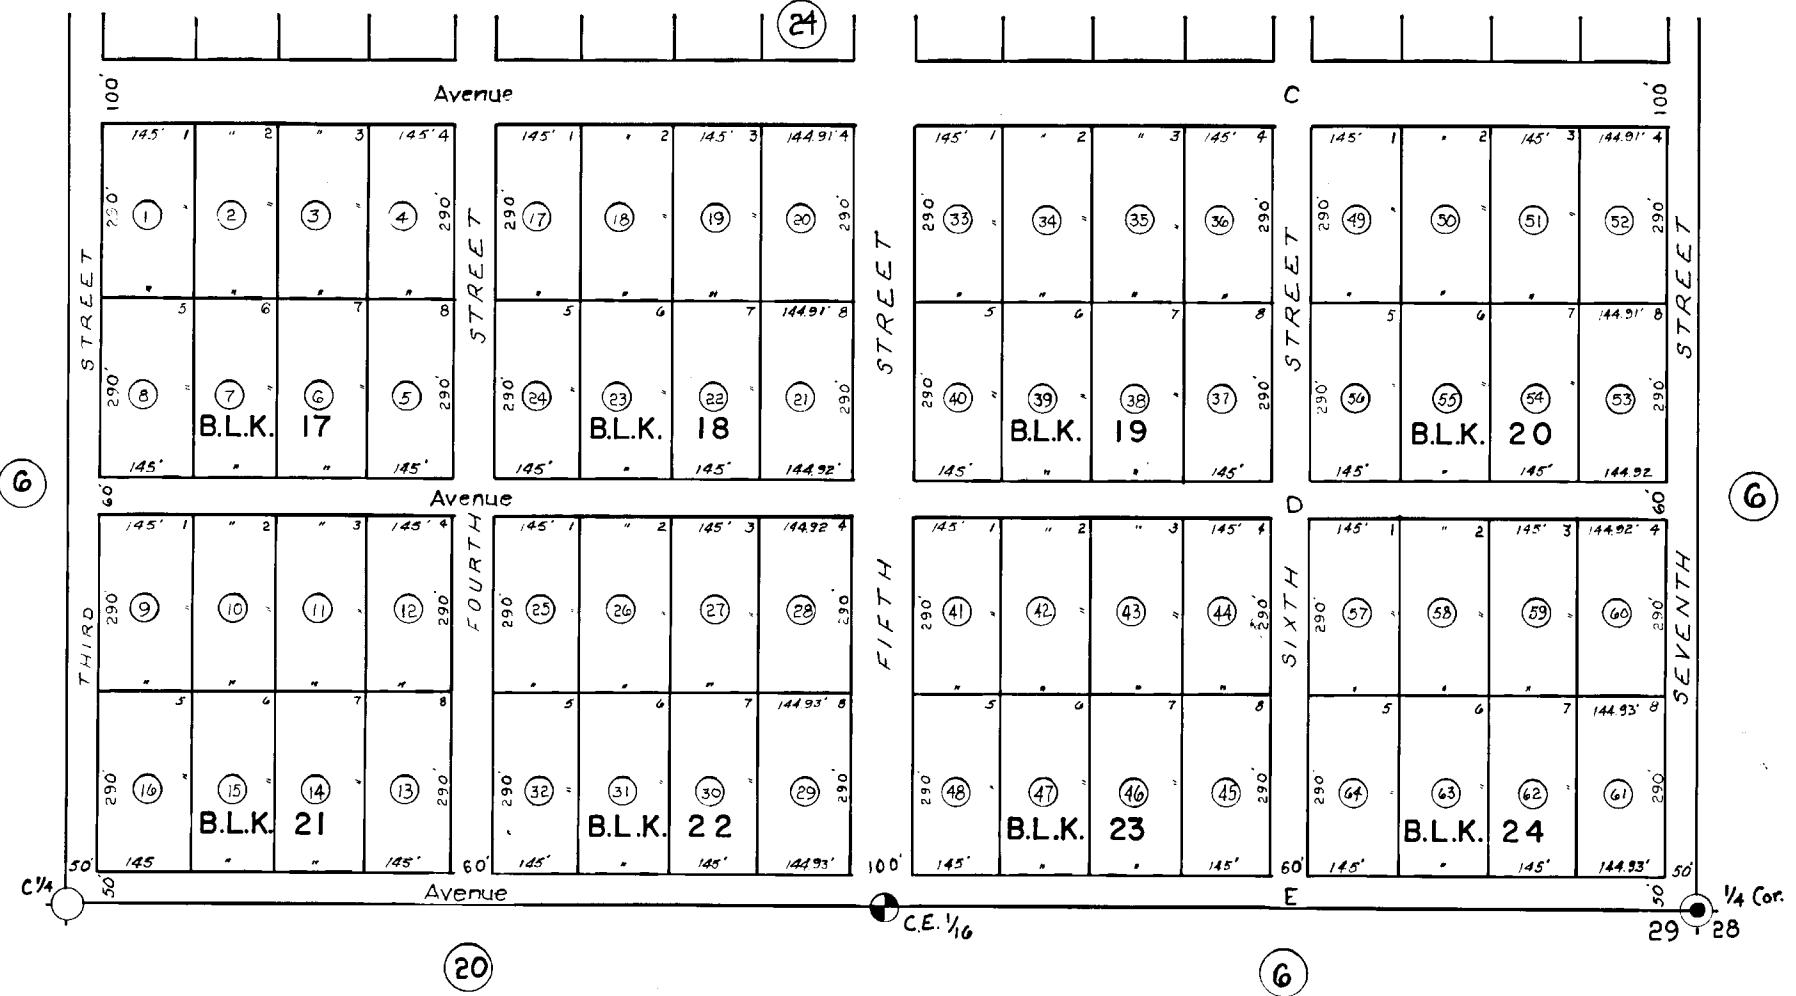 24
100' Avenue C 100'
145' 1 " 2 " 3 145' 4 145' 1 " 2 145' 3 144.91' 4 145' 1 " 2 " 3 145' 4 145' 1 " 2 145' 3 144.91' 4
290' 1 " 2 " 3 " 4 290' 290' 17 18 " 19 " 20 290' 290' 33 " 34 " 35 " 36 290' 290' 49 " 50 " 51 " 52 290'
STREET STREET STREET STREET STREET
" " " " " " " " " " " " " "
5 6 7 8 5 6 7 144.91' 8 5 6 7 8 5 6 7 144.91' 8
290' 8 " 7 " 6 " 5 290' 290' 24 " 23 " 22 " 21 290' 290' 40 " 39 " 38 " 37 290' 290' 56 " 55 " 54 " 53 290'
B.L.K. 17 B.L.K. 18 B.L.K. 19 B.L.K. 20
145' " " 145' 145' " 145' 144.92' 145' " " 145' 145' " 145' 144.92
6 60' Avenue D 60' 6
145' 1 " 2 " 3 145' 4 145' 1 " 2 145' 3 144.92 4 145' 1 " 2 " 3 145' 4 145' 1 " 2 145' 3 144.92' 4
THIRD FOURTH FIFTH SIXTH SEVENTH
290' 9 " 10 " 11 " 12 290' 290' 25 " 26 " 27 " 28 290' 290' 41 " 42 " 43 " 44 290' 290' 57 " 58 " 59 " 60 290'
" " " " " " " " " " " " " "
5 6 7 8 5 6 7 144.93' 8 5 6 7 8 5 6 7 144.93' 8
290' 16 " 15 " 14 " 13 290' 290' 32 " 31 " 30 " 29 290' 290' 48 " 47 " 46 " 45 290' 290' 64 " 63 " 62 " 61 290'
B.L.K. 21 B.L.K. 22 B.L.K. 23 B.L.K. 24
50' 145 " " 145' 60' 145' " 145' 144.93' 100' 145' " " 145' 60' 145' " 145' 144.93' 50'
C 1/4 50' Avenue E 50' 1/4 Cor.
C.E. 1/16 29 28
20 6